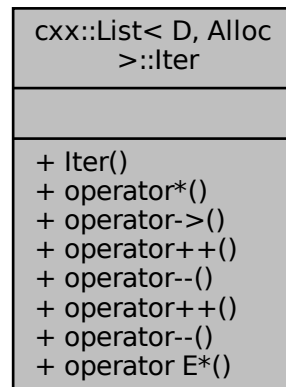 cxx::List< D, Alloc
>::Iter
+ Iter()
+ operator*()
+ operator->()
+ operator++()
+ operator--()
+ operator++()
+ operator--()
+ operator E*()